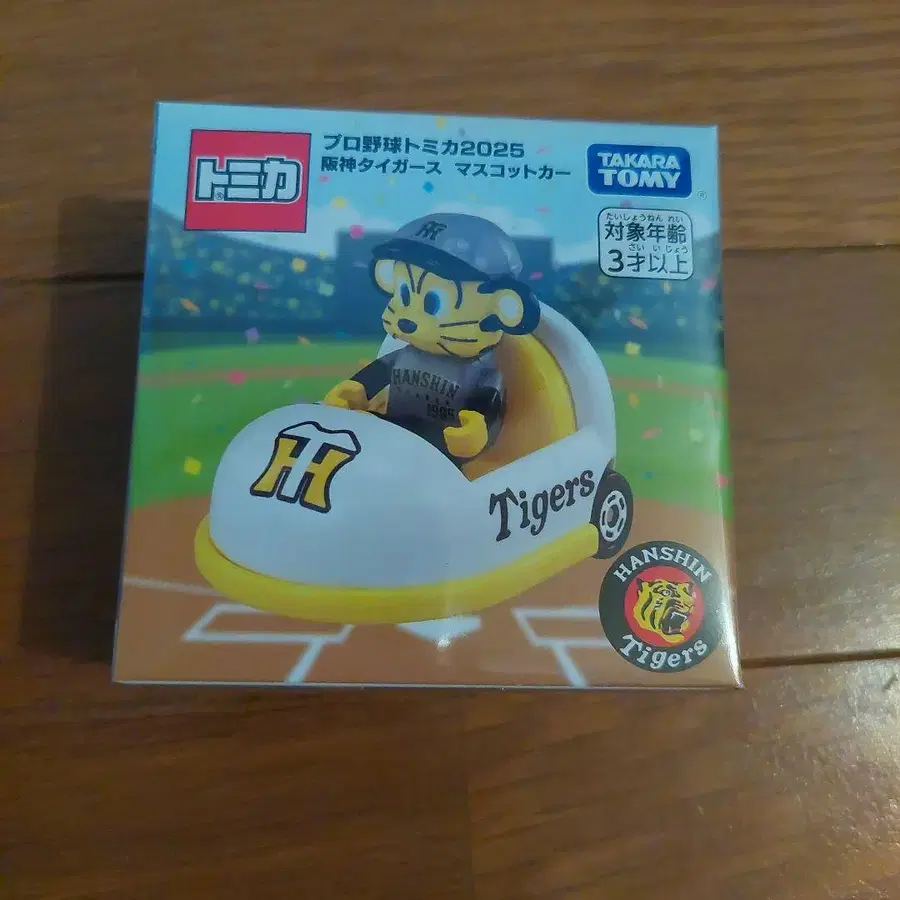 トミカ
プロ野球トミカ2025
阪神タイガース マスコットカー
TAKARA
TOMY
たいしょうねんれい
対象年齢
さいいじょう
3才以上
HT
HANSHIN
1985
HT
Tigers
HANSHIN
Tigers